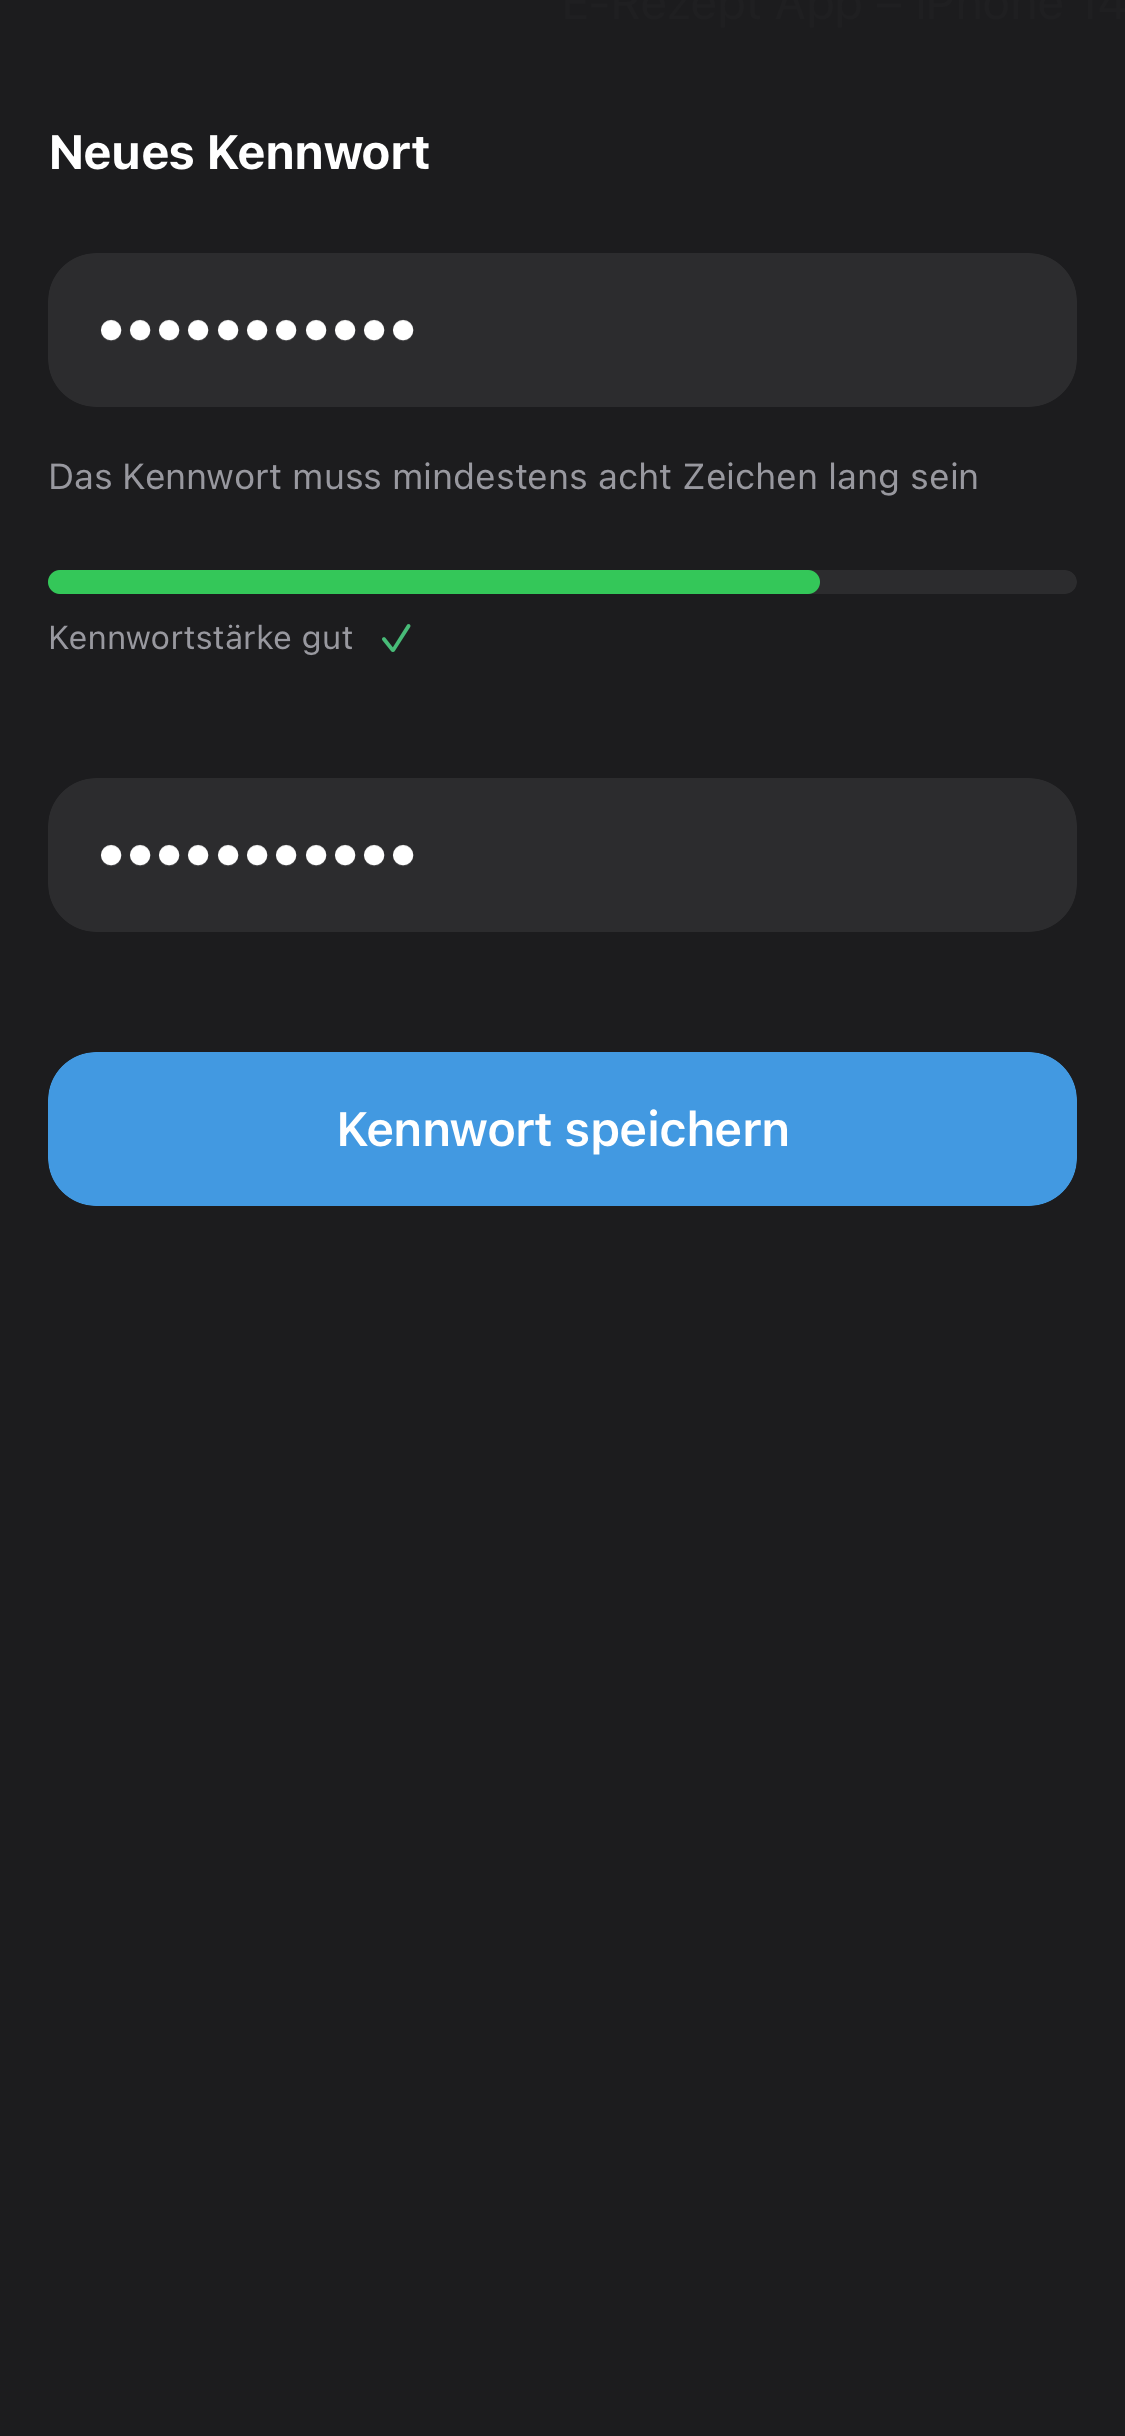 E-Rezept App – iPhone 14
Neues Kennwort
•••••••••••
Das Kennwort muss mindestens acht Zeichen lang sein
Kennwortstärke gut ✓
•••••••••••
Kennwort speichern